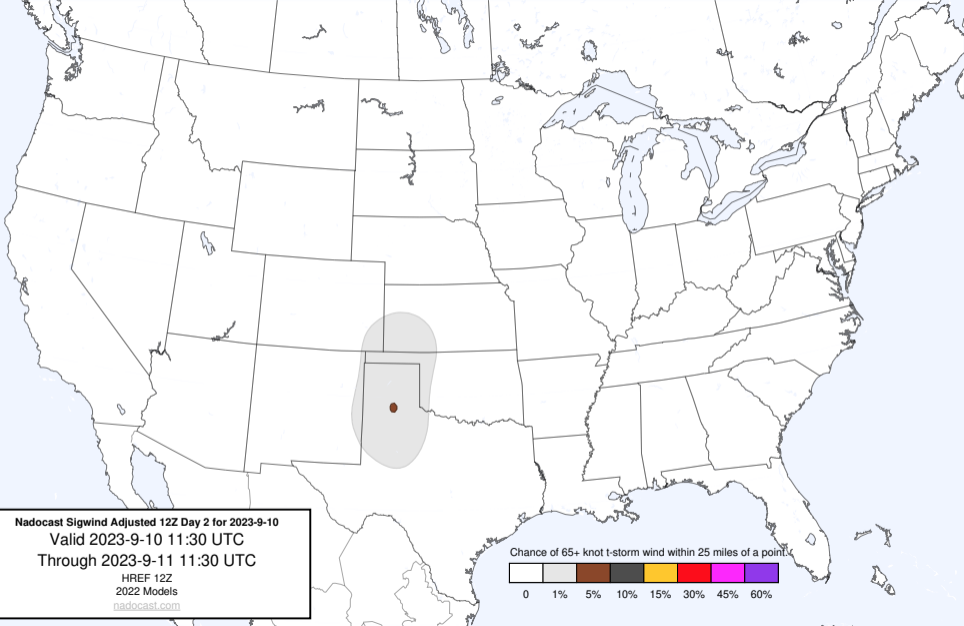 Nadocast Sigwind Adjusted 12Z Day 2 for 2023-9-10
Valid 2023-9-10 11:30 UTC
Through 2023-9-11 11:30 UTC
HREF 12Z
2022 Models
nadocast.com
Chance of 65+ knot t-storm wind within 25 miles of a point.
0 1% 5% 10% 15% 30% 45% 60%